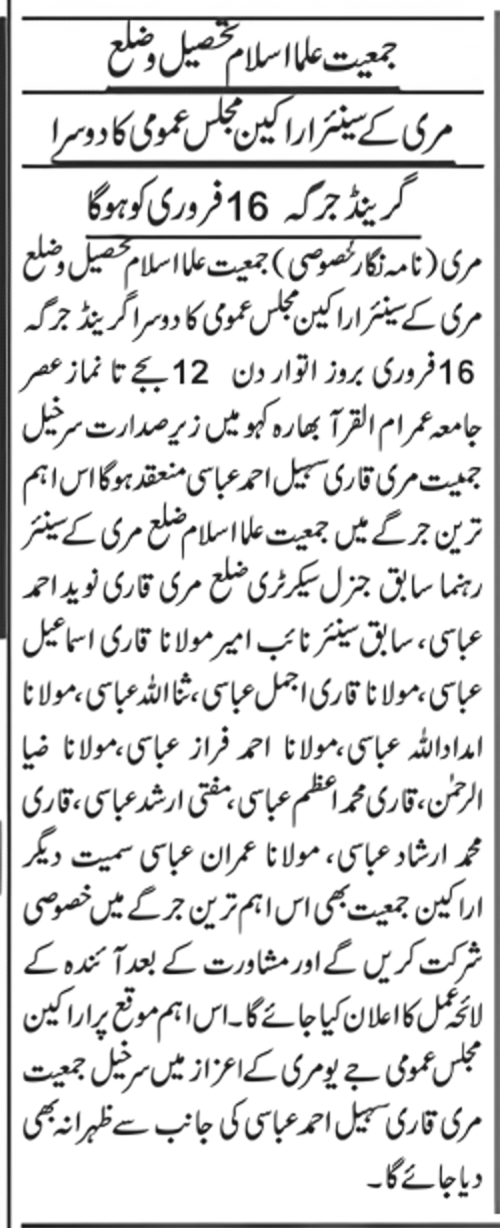 جمعیت علما اسلام تحصیل و ضلع
مری کے سینئر اراکین مجلس عمومی کا دوسرا
گرینڈ جرگہ 16 فروری کو ہوگا
مری (نامہ نگار خصوصی) جمعیت علما اسلام تحصیل و ضلع
مری کے سینئر اراکین مجلس عمومی کا دوسرا گرینڈ جرگہ
16 فروری بروز اتوار دن 12 بجے تا نماز عصر
جامعہ عمر ام القرآ بھارہ کہو میں زیر صدارت سرخیل
جمیت مری قاری سہیل احمد عباسی منعقد ہوگا اس اہم
ترین جرگے میں جمعیت علما اسلام ضلع مری کے سینئر
رہنما سابق جنرل سیکرٹری ضلع مری قاری نوید احمد
عباسی، سابق سینئر نائب امیر مولانا قاری اسماعیل
عباسی، مولانا قاری اجمل عباسی، ثنا اللہ عباسی، مولانا
امداداللہ عباسی، مولانا احمد فراز عباسی، مولانا ضیا
الرحمٰن، قاری محمد اعظم عباسی، مفتی ارشد عباسی، قاری
محمد ارشاد عباسی، مولانا عمران عباسی سمیت دیگر
اراکین جمعیت بھی اس اہم ترین جرگے میں خصوصی
شرکت کریں گے اور مشاورت کے بعد آئندہ کے
لائحہ عمل کا اعلان کیا جائے گا۔ اس اہم موقع پر اراکین
مجلس عمومی جے یو مری کے اعزاز میں سرخیل جمعیت
مری قاری سہیل احمد عباسی کی جانب سے ظہرانہ بھی
دیا جائے گا۔